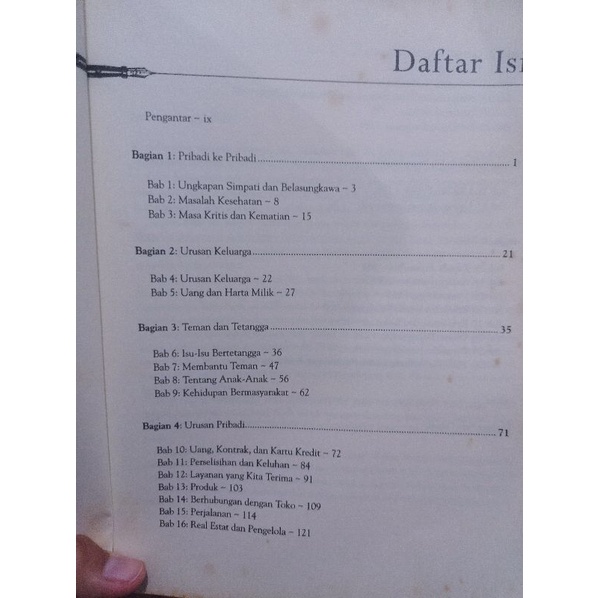 Daftar Isi
Pengantar ~ ix
Bagian 1: Pribadi ke Pribadi 1
Bab 1: Ungkapan Simpati dan Belasungkawa ~ 3
Bab 2: Masalah Kesehatan ~ 8
Bab 3: Masa Kritis dan Kematian ~ 15
Bagian 2: Urusan Keluarga 21
Bab 4: Urusan Keluarga ~ 22
Bab 5: Uang dan Harta Milik ~ 27
Bagian 3: Teman dan Tetangga 35
Bab 6: Isu-Isu Bertetangga ~ 36
Bab 7: Membantu Teman ~ 47
Bab 8: Tentang Anak-Anak ~ 56
Bab 9: Kehidupan Bermasyarakat ~ 62
Bagian 4: Urusan Pribadi 71
Bab 10: Uang, Kontrak, dan Kartu Kredit ~ 72
Bab 11: Perselisihan dan Keluhan ~ 84
Bab 12: Layanan yang Kita Terima ~ 91
Bab 13: Produk ~ 103
Bab 14: Berhubungan dengan Toko ~ 109
Bab 15: Perjalanan ~ 114
Bab 16: Real Estat dan Pengelola ~ 121